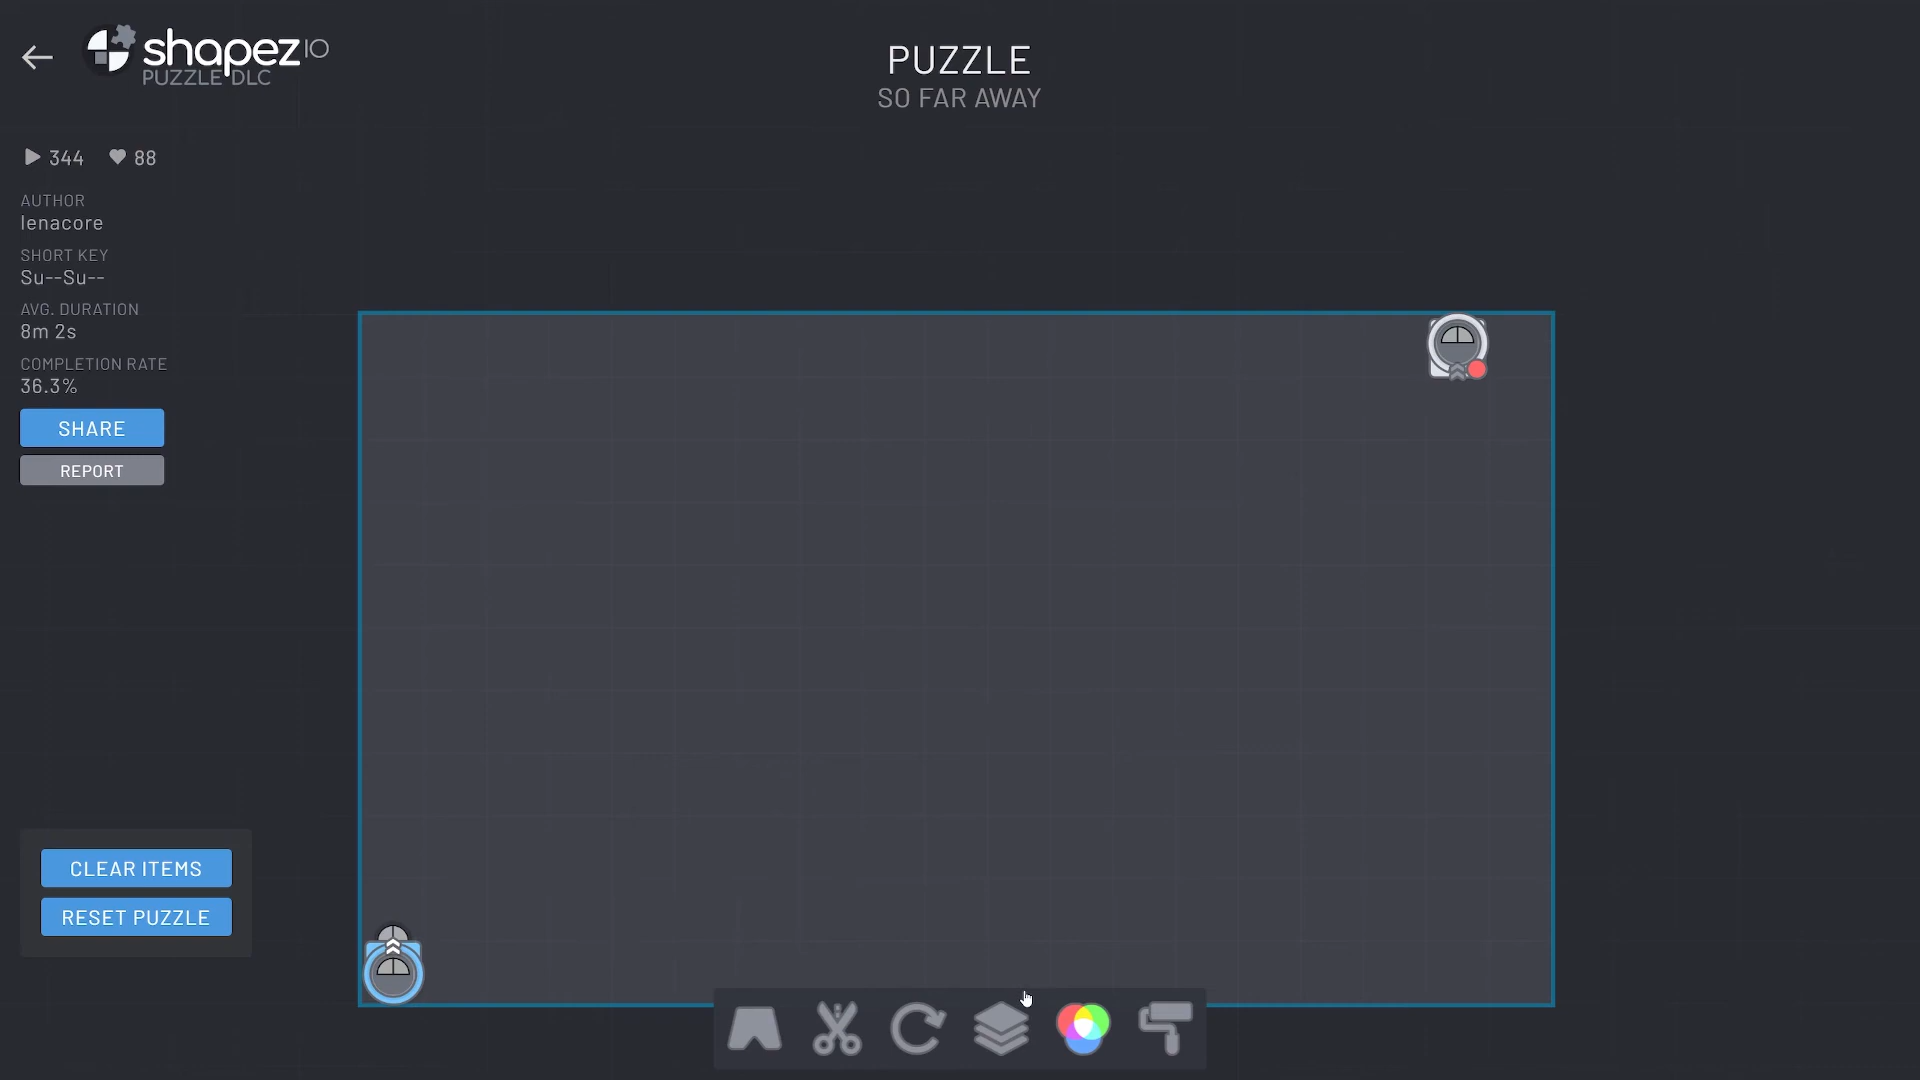 shapez IO
PUZZLE DLC
PUZZLE
SO FAR AWAY
344 88
AUTHOR
lenacore
SHORT KEY
Su--Su--
AVG. DURATION
8m 2s
COMPLETION RATE
36.3%
SHARE
REPORT
CLEAR ITEMS
RESET PUZZLE